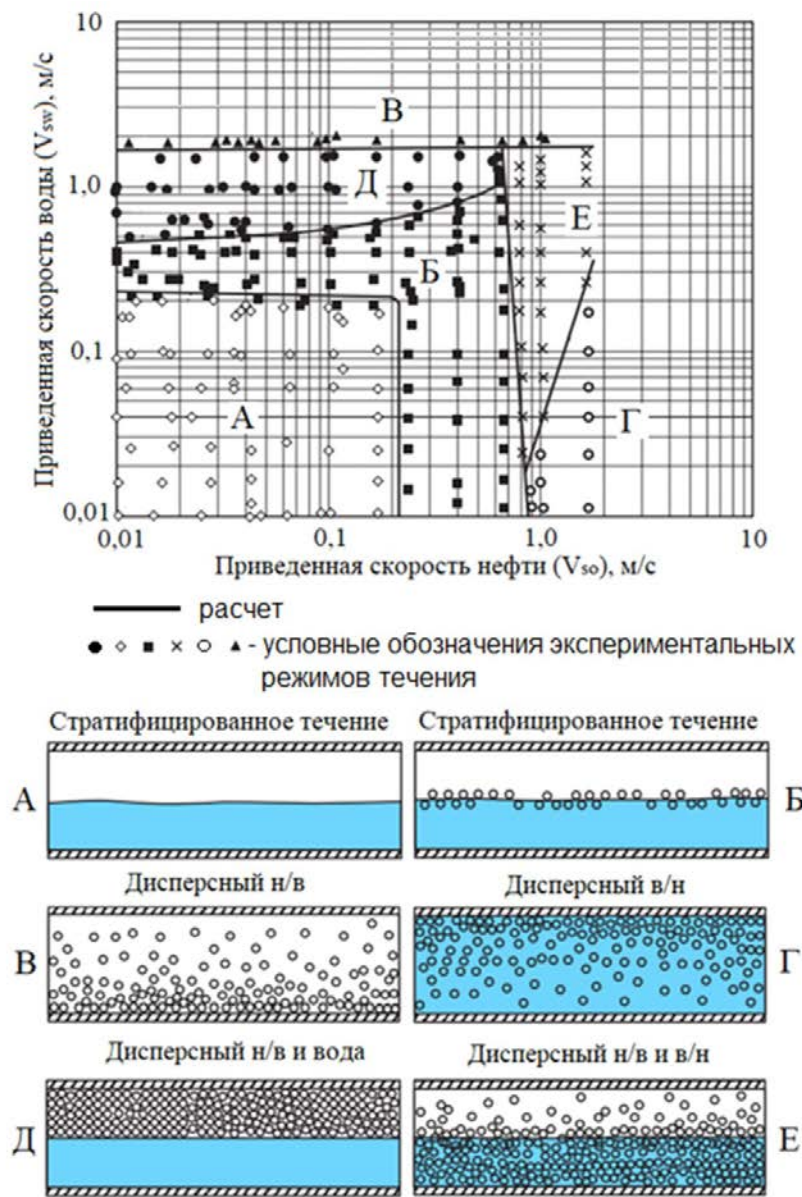 10
1,0
0,1
0,01
Приведенная скорость воды (Vsw), м/с
В
Д
Е
Б
А
Г
0,01
0,1
1,0
10
Приведенная скорость нефти (Vso), м/с
расчет
- условные обозначения экспериментальных
режимов течения
Стратифицированное течение
А
Стратифицированное течение
Б
Дисперсный н/в
В
Дисперсный в/н
Г
Дисперсный н/в и вода
Д
Дисперсный н/в и в/н
Е